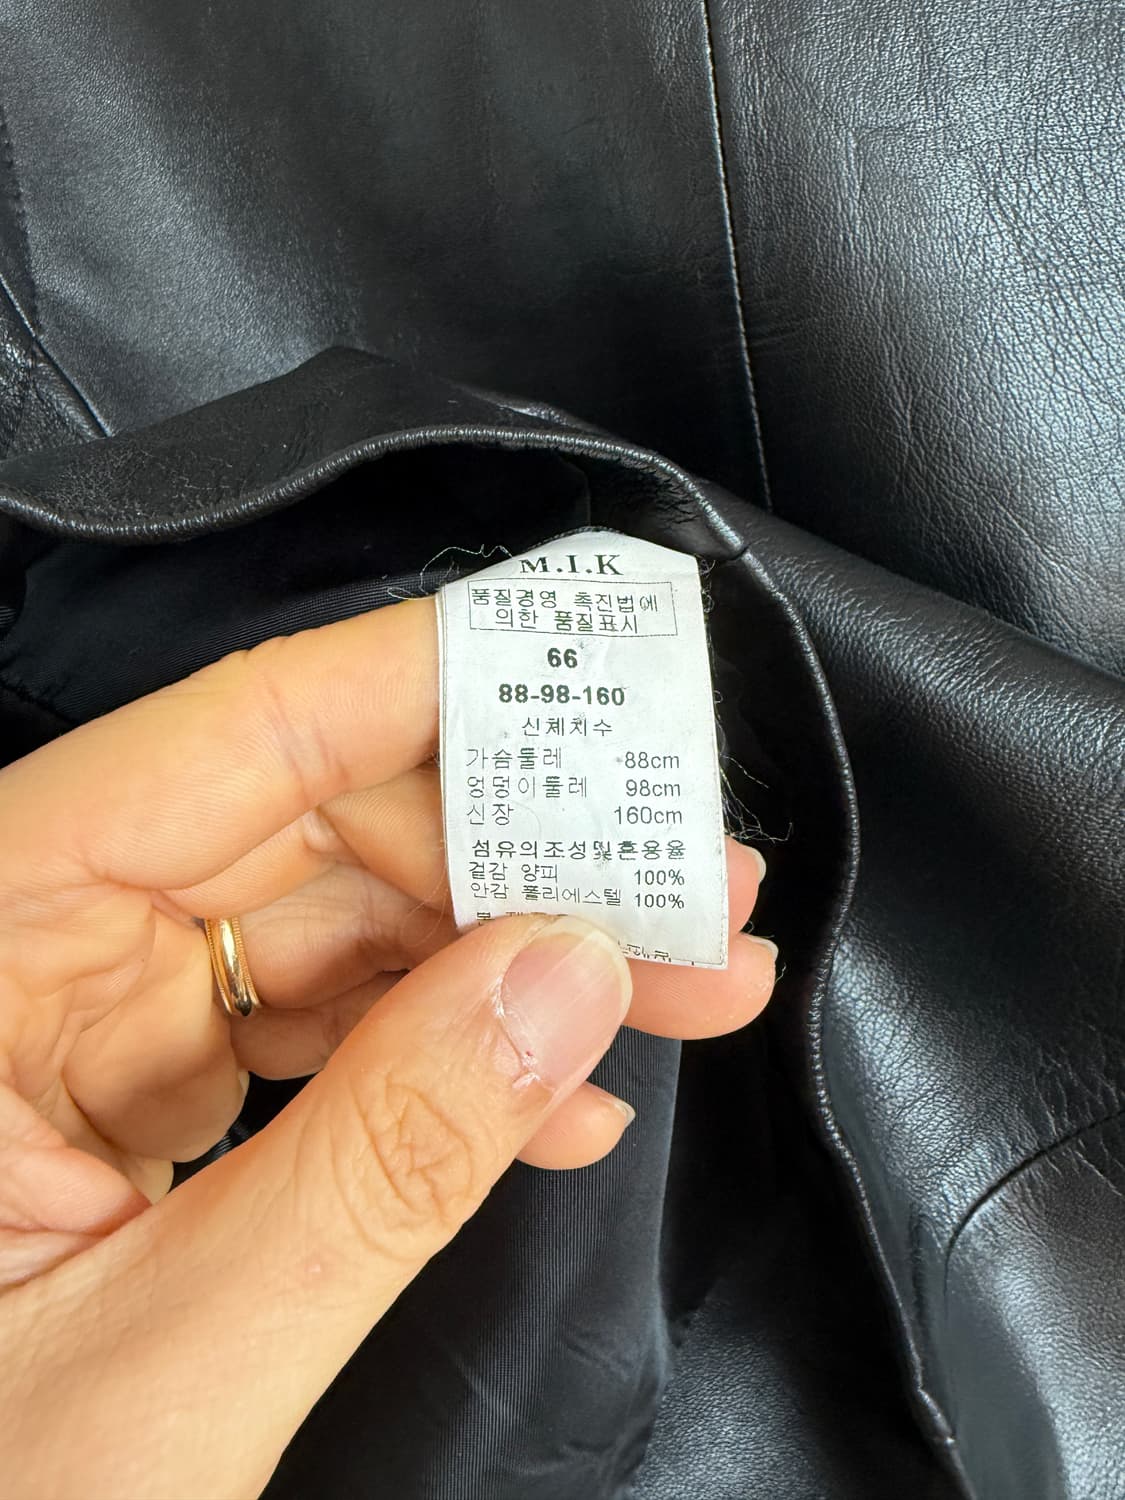 M.I.K
품질경영 촉진법에
의한 품질표시
66
88-98-160
신체치수
가슴둘레 88cm
엉덩이둘레 98cm
신장 160cm
섬유의조성및혼용율
겉감 양피 100%
안감 폴리에스텔 100%